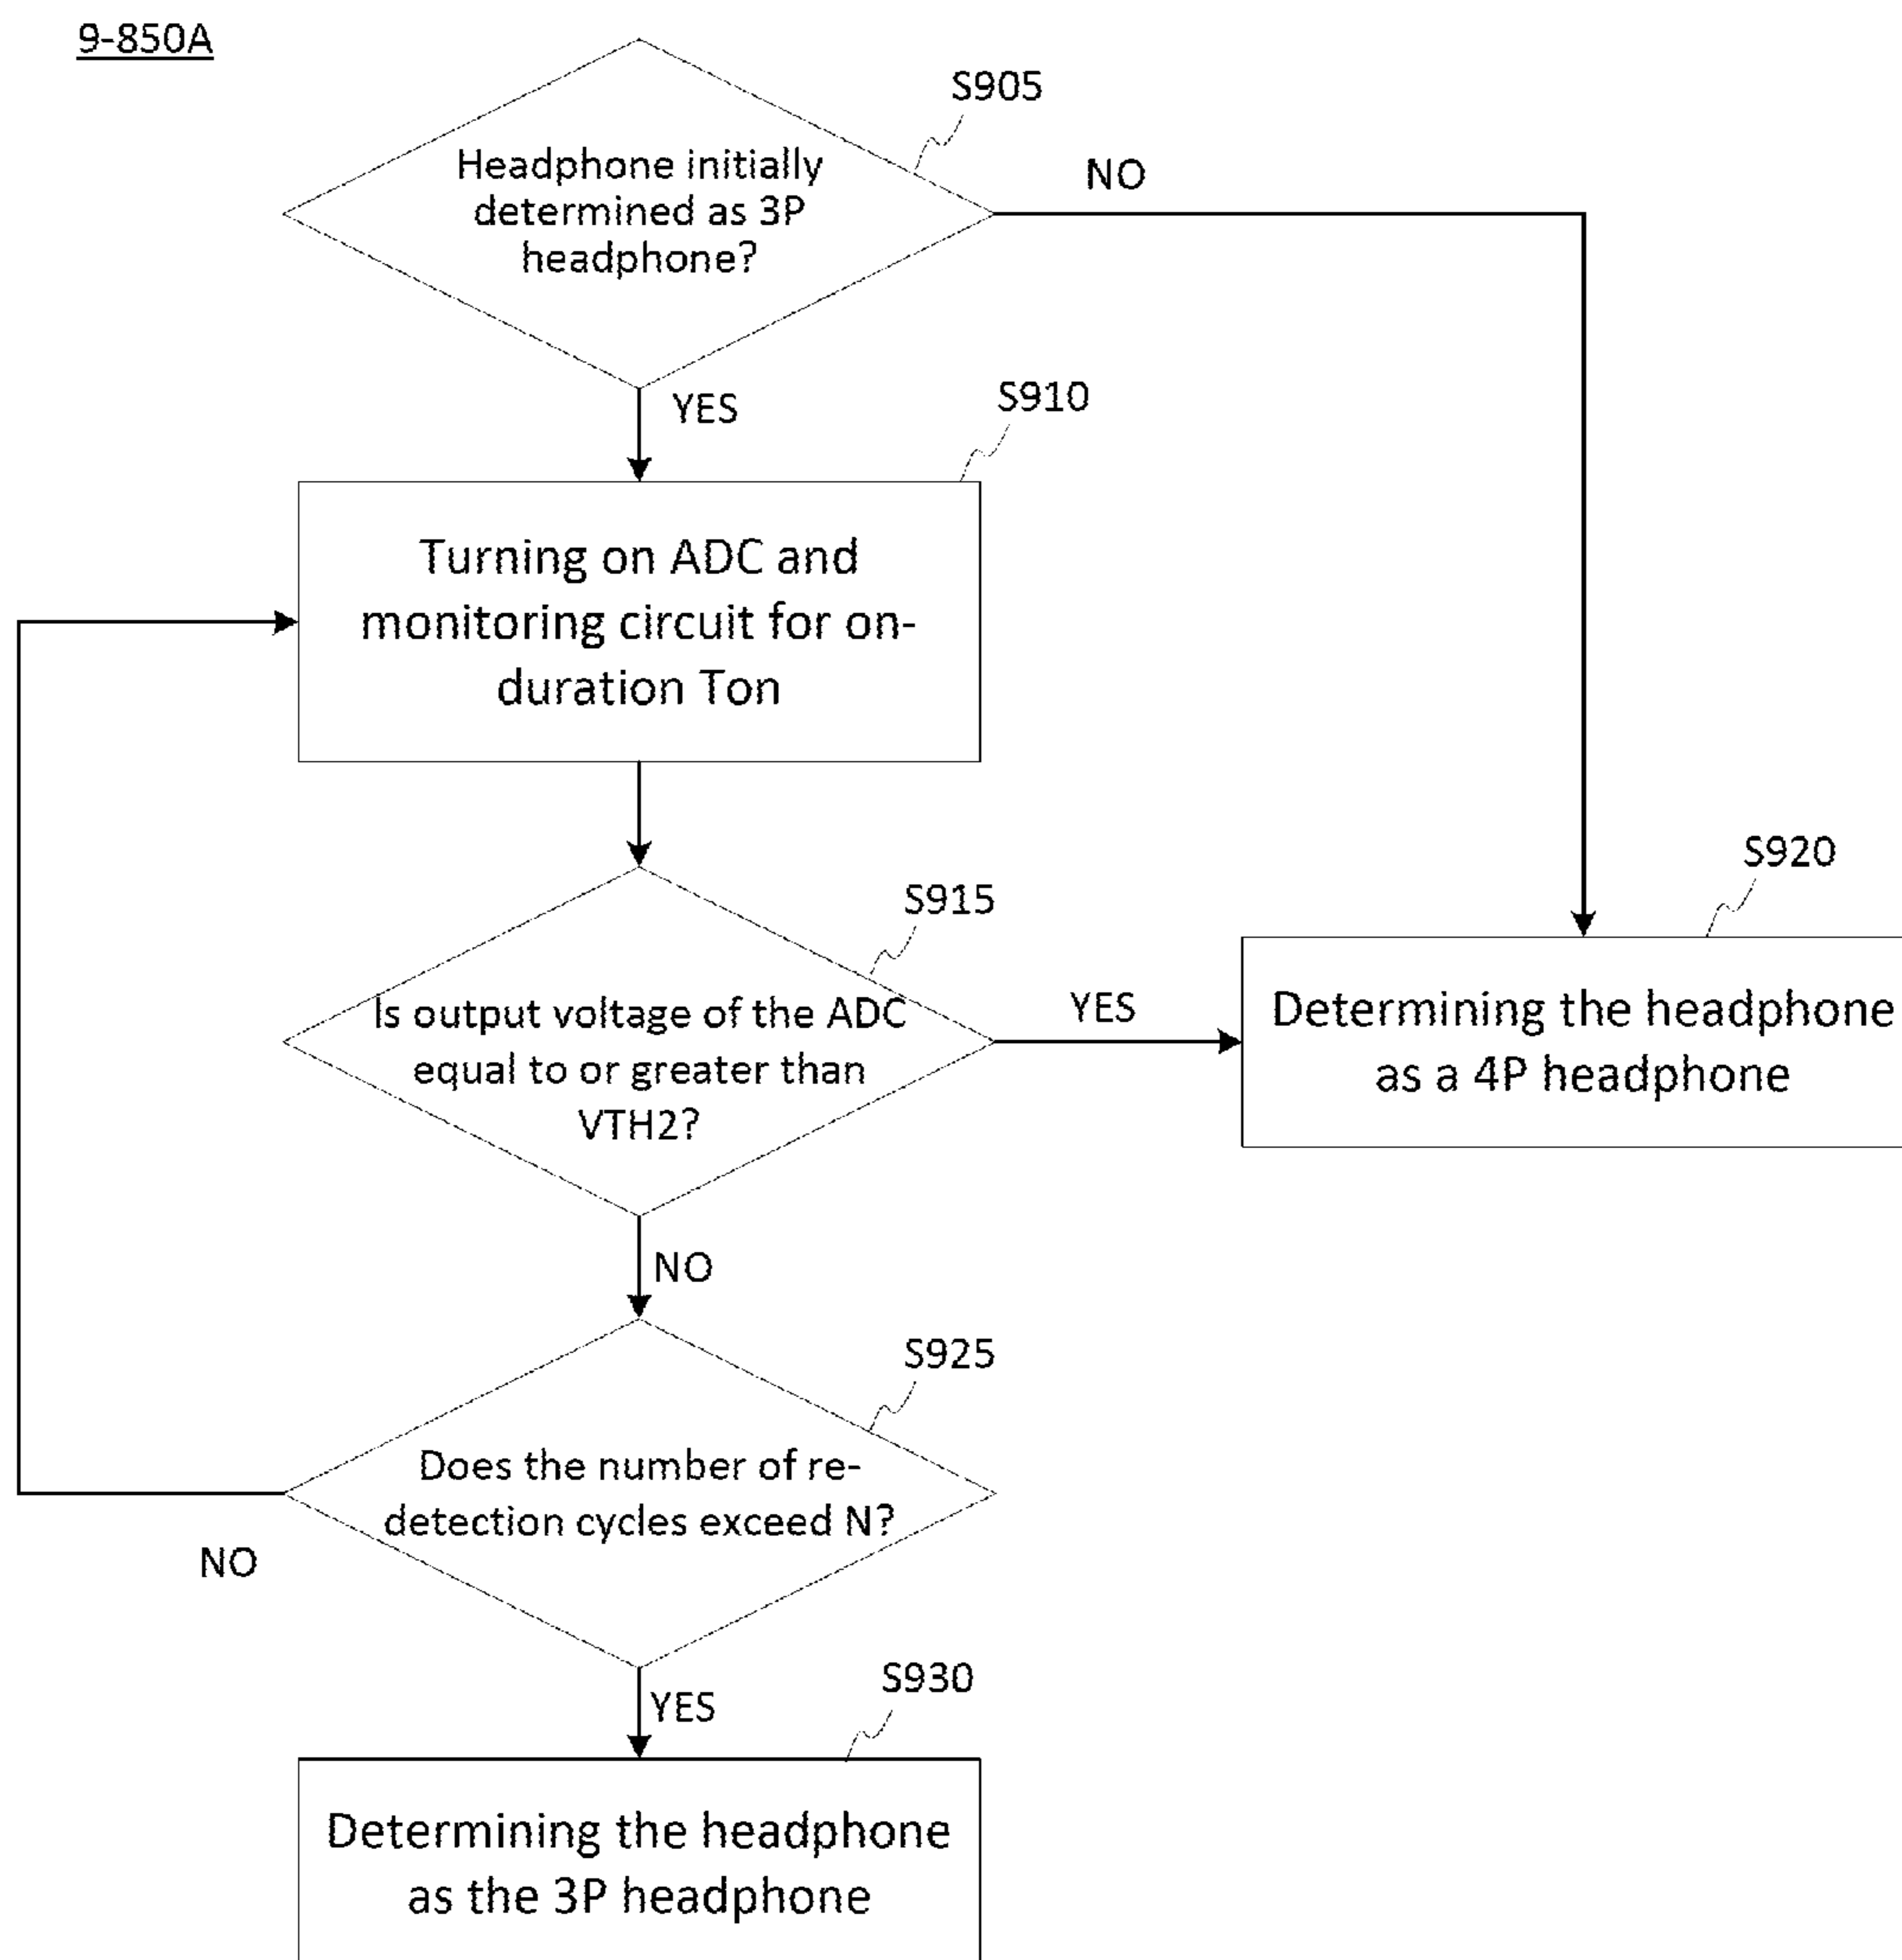 9-850A
S905
Headphone initially
determined as 3P
headphone?
NO
YES
S910
Turning on ADC and
monitoring circuit for on-
duration Ton
S915
Is output voltage of the ADC
equal to or greater than
VTH2?
YES
S920
Determining the headphone
as a 4P headphone
NO
S925
Does the number of re-
detection cycles exceed N?
NO
YES
S930
Determining the headphone
as the 3P headphone